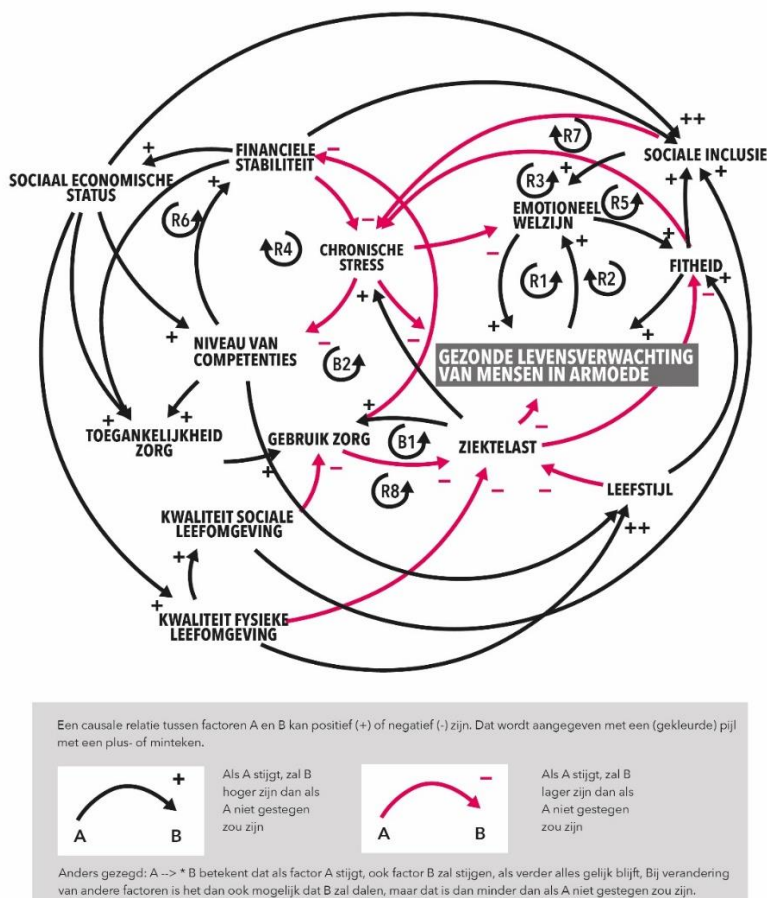 ++
R7
+
FINANCIELE
STABILITEIT
−
SOCIALE INCLUSIE
+
+
SOCIAAL ECONOMISCHE
STATUS
+
R3
+
EMOTIONEEL
WELZIJN
R5
R6
−
R4
CHRONISCHE
STRESS
−
+
+
FITHEID
+
+
R1
R2
−
+
NIVEAU VAN
COMPETENTIES
−
−
+
+
B2
GEZONDE LEVENSVERWACHTING
VAN MENSEN IN ARMOEDE
+
+
+
TOEGANKELIJKHEID
ZORG
GEBRUIK ZORG
B1
ZIEKTELAST
−
+
−
−
−
−
R8
LEEFSTIJL
++
KWALITEIT SOCIALE
LEEFOMGEVING
+
+
KWALITEIT FYSIEKE
LEEFOMGEVING
Een causale relatie tussen factoren A en B kan positief (+) of negatief (-) zijn. Dat wordt aangegeven met een (gekleurde) pijl
met een plus- of minteken.
+
A B
Als A stijgt, zal B
hoger zijn dan als
A niet gestegen
zou zijn
−
A B
Als A stijgt, zal B
lager zijn dan als
A niet gestegen
zou zijn
Anders gezegd: A --> * B betekent dat als factor A stijgt, ook factor B zal stijgen, als verder alles gelijk blijft, Bij verandering
van andere factoren is het dan ook mogelijk dat B zal dalen, maar dat is dan minder dan als A niet gestegen zou zijn.